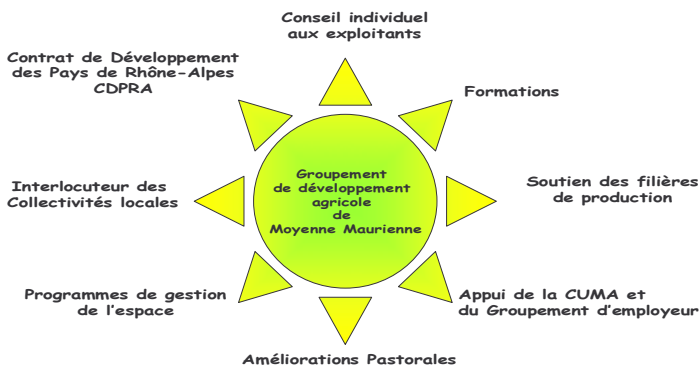 Conseil individuel
aux exploitants
Contrat de Développement
des Pays de Rhône-Alpes
CDPRA
Formations
Interlocuteur des
Collectivités locales
Groupement
de développement
agricole
de
Moyenne Maurienne
Soutien des filières
de production
Programmes de gestion
de l'espace
Appui de la CUMA et
du Groupement d'employeur
Améliorations Pastorales